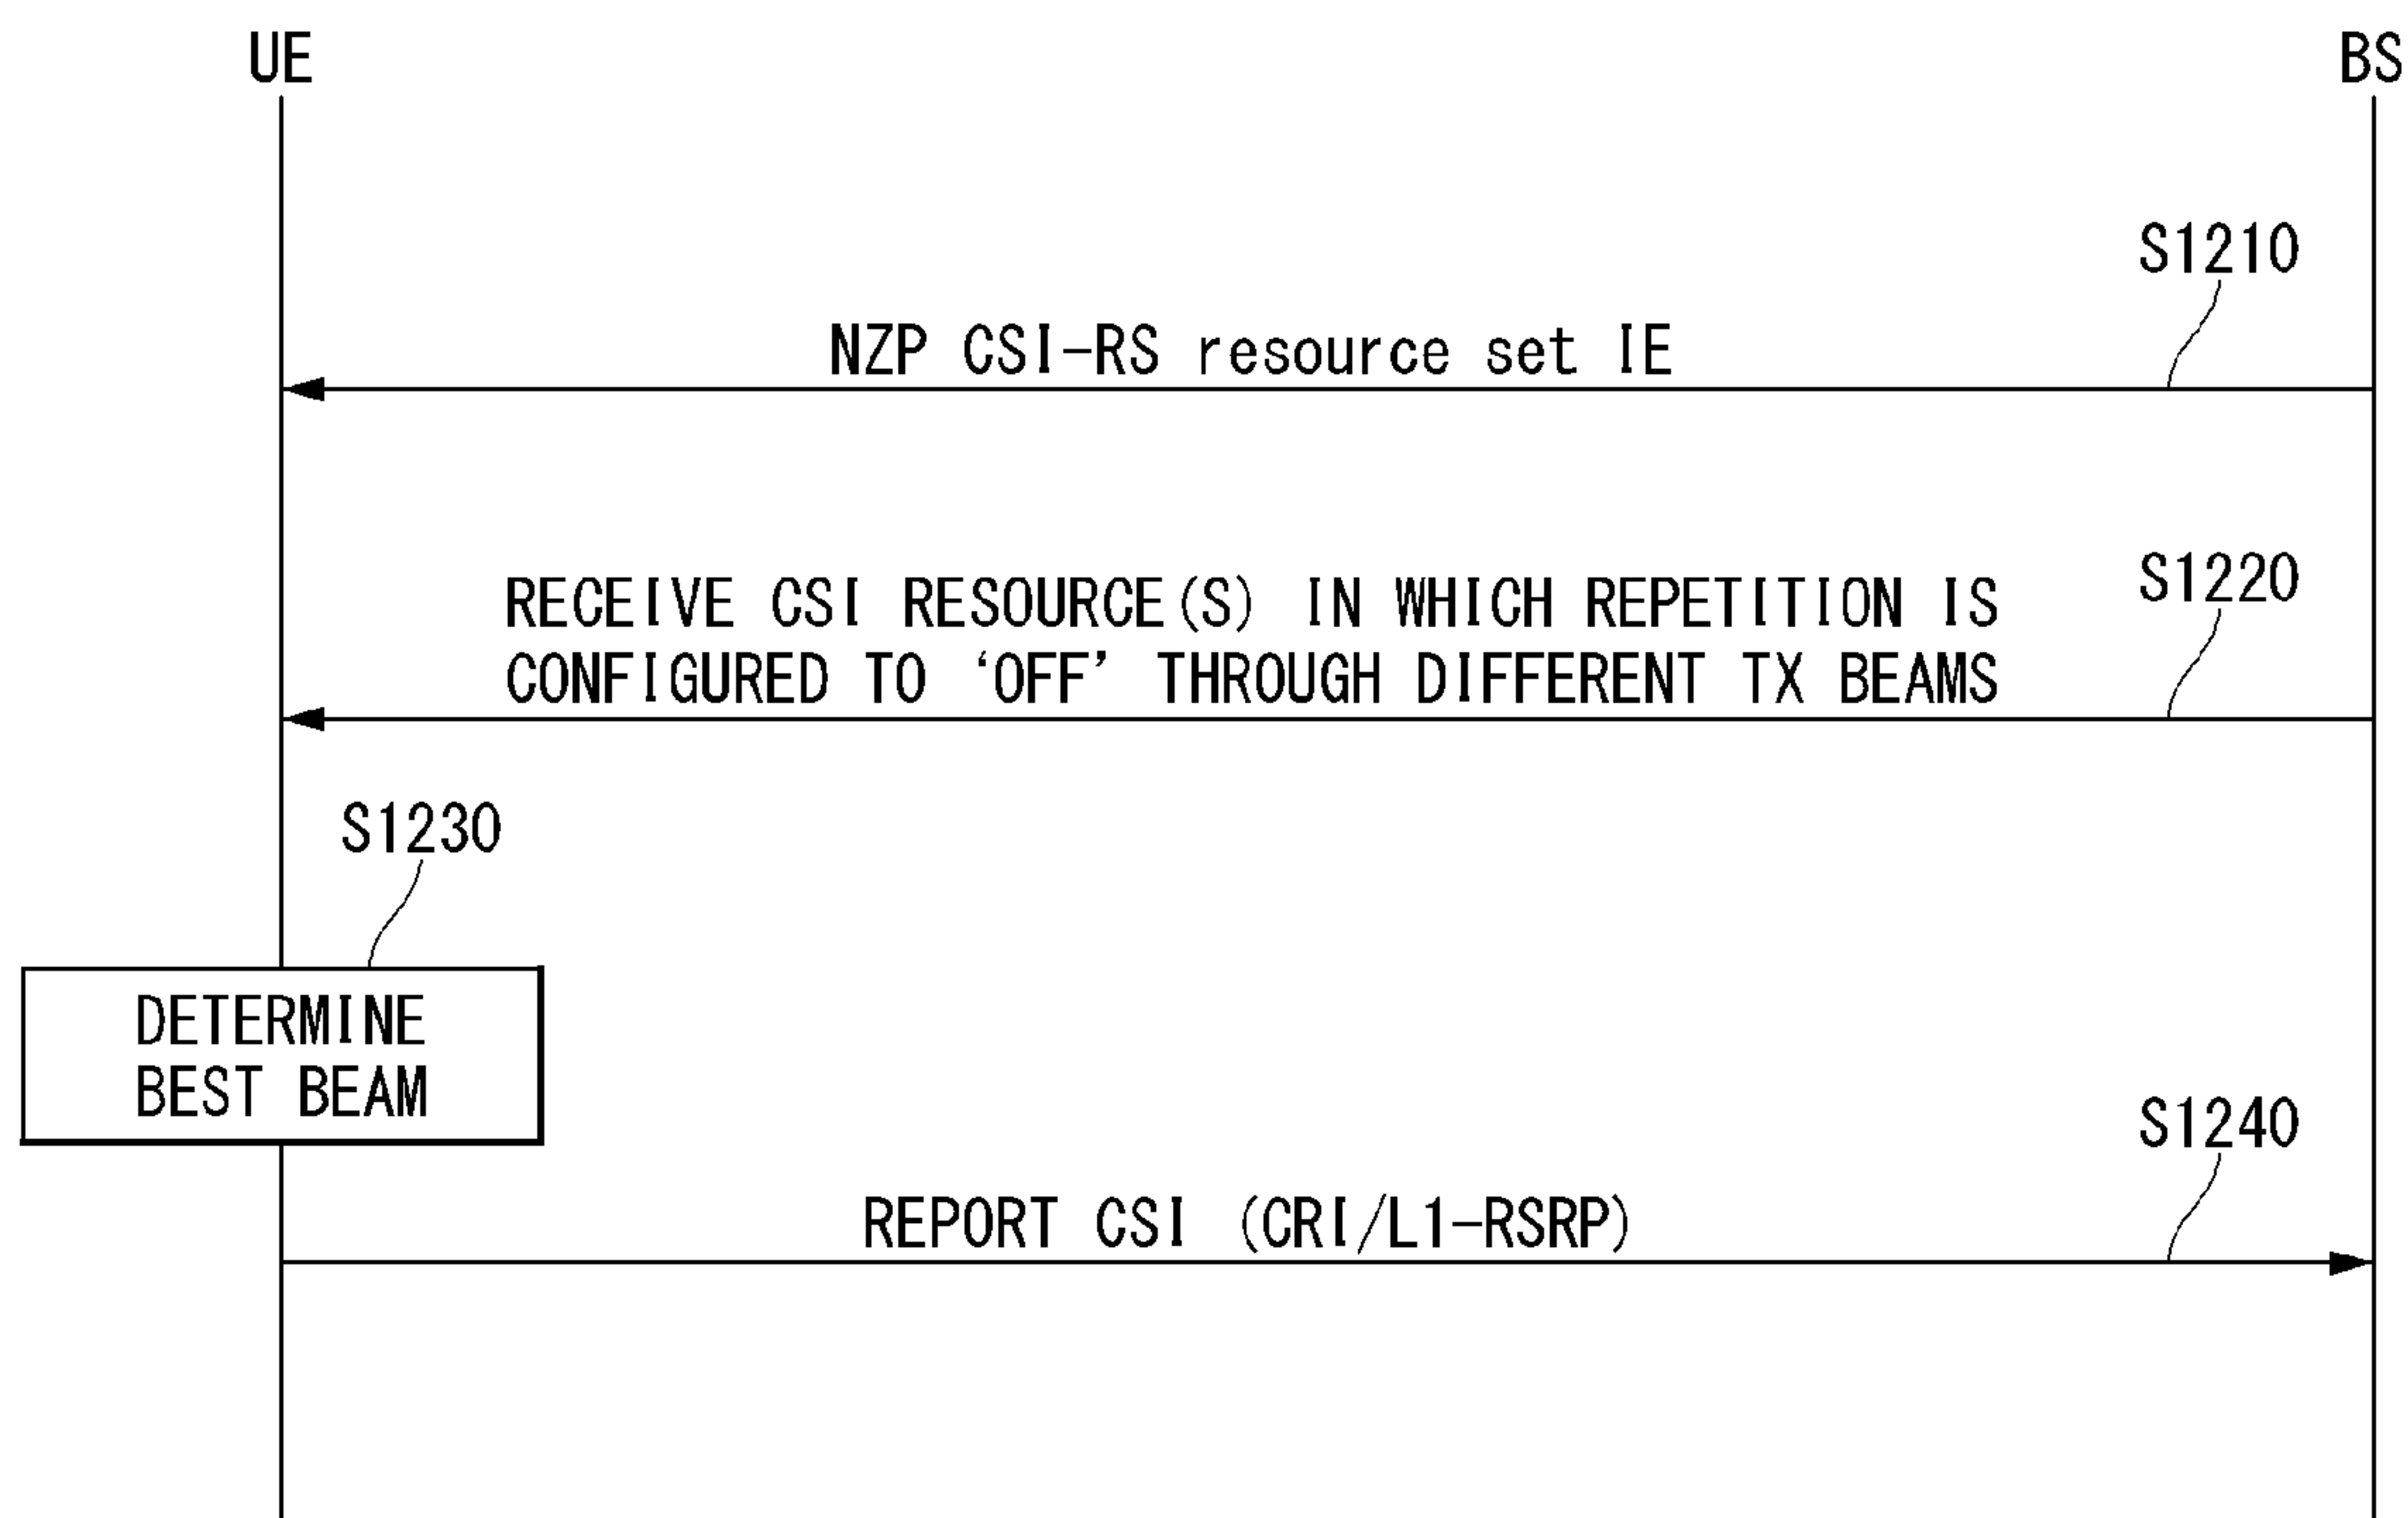 UE
BS
S1210
NZP CSI-RS resource set IE
S1220
RECEIVE CSI RESOURCE(S) IN WHICH REPETITION IS
CONFIGURED TO ‘OFF’ THROUGH DIFFERENT TX BEAMS
S1230
DETERMINE
BEST BEAM
S1240
REPORT CSI (CRI/L1-RSRP)